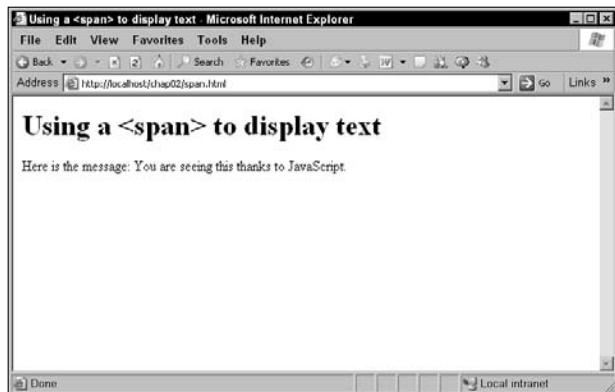 Using a <span> to display text - Microsoft Internet Explorer
File Edit View Favorites Tools Help
Back Search Favorites
Address http://localhost/chap02/span.html Go Links »
Using a <span> to display text
Here is the message: You are seeing this thanks to JavaScript.
Done Local intranet